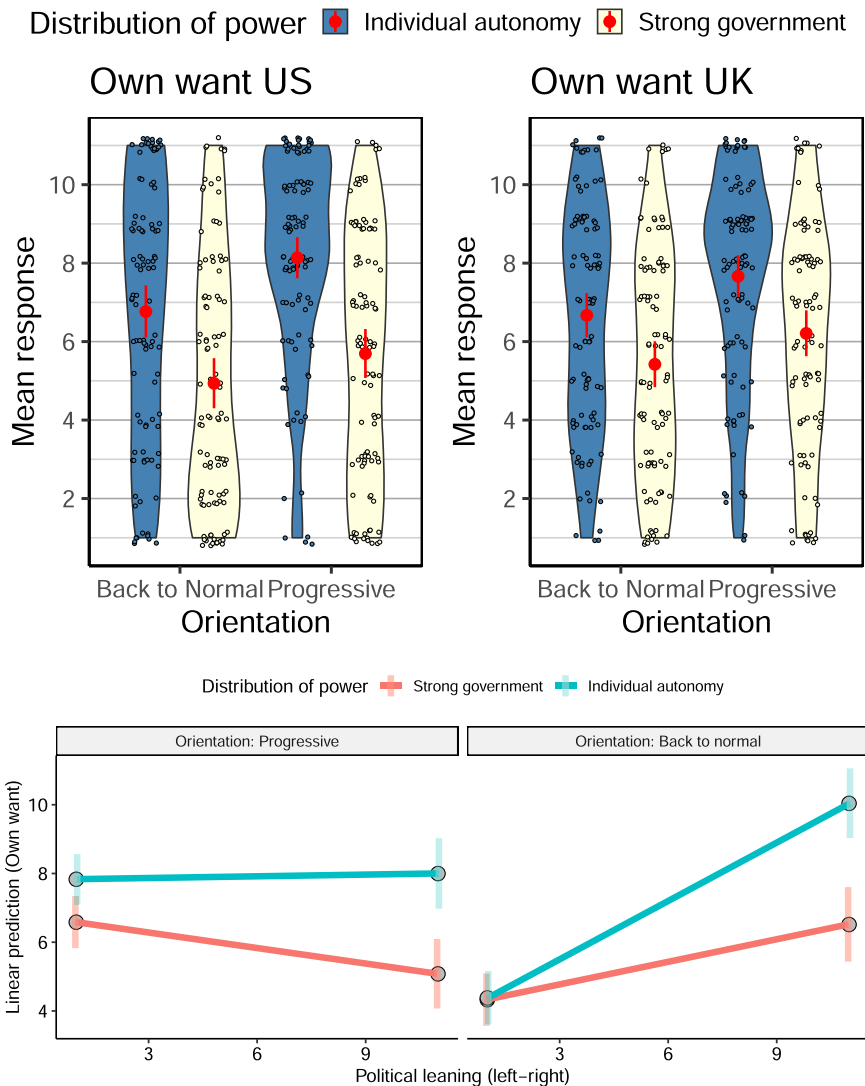 Distribution of power Individual autonomy Strong government
Own want US
Own want UK
Mean response
10
8
6
4
2
Back to Normal Progressive
Orientation
Mean response
10
8
6
4
2
Back to Normal Progressive
Orientation
Distribution of power Strong government Individual autonomy
Orientation: Progressive
Orientation: Back to normal
Linear prediction (Own want)
10
8
6
4
3 6 9
3 6 9
Political leaning (left–right)